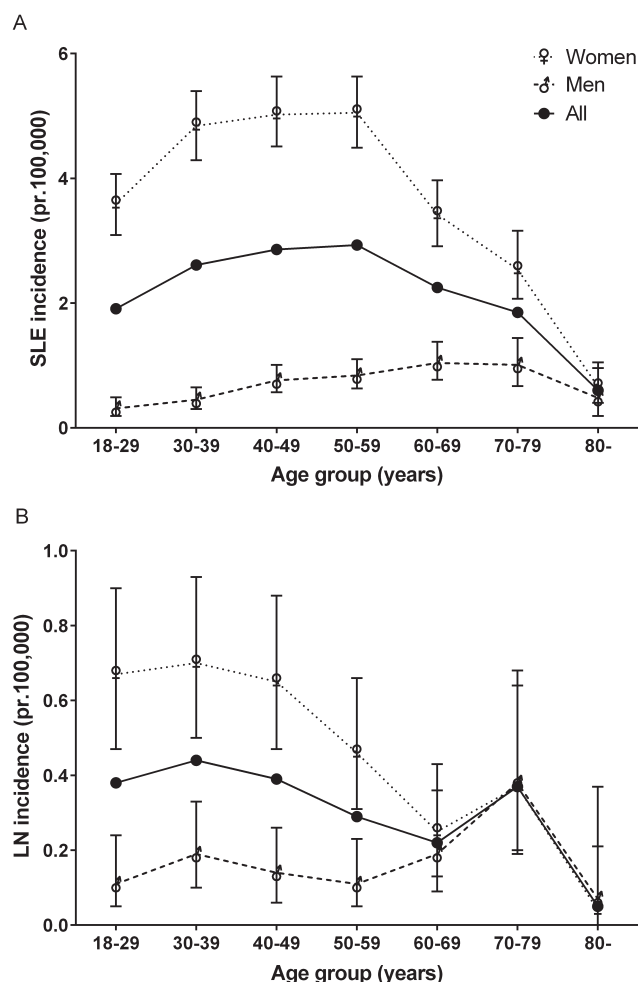 A
6
4
2
0
SLE incidence (pr.100,000)
Women
Men
All
18-29 30-39 40-49 50-59 60-69 70-79 80-
Age group (years)
B
1.0
0.8
0.6
0.4
0.2
0.0
LN incidence (pr.100,000)
18-29 30-39 40-49 50-59 60-69 70-79 80-
Age group (years)